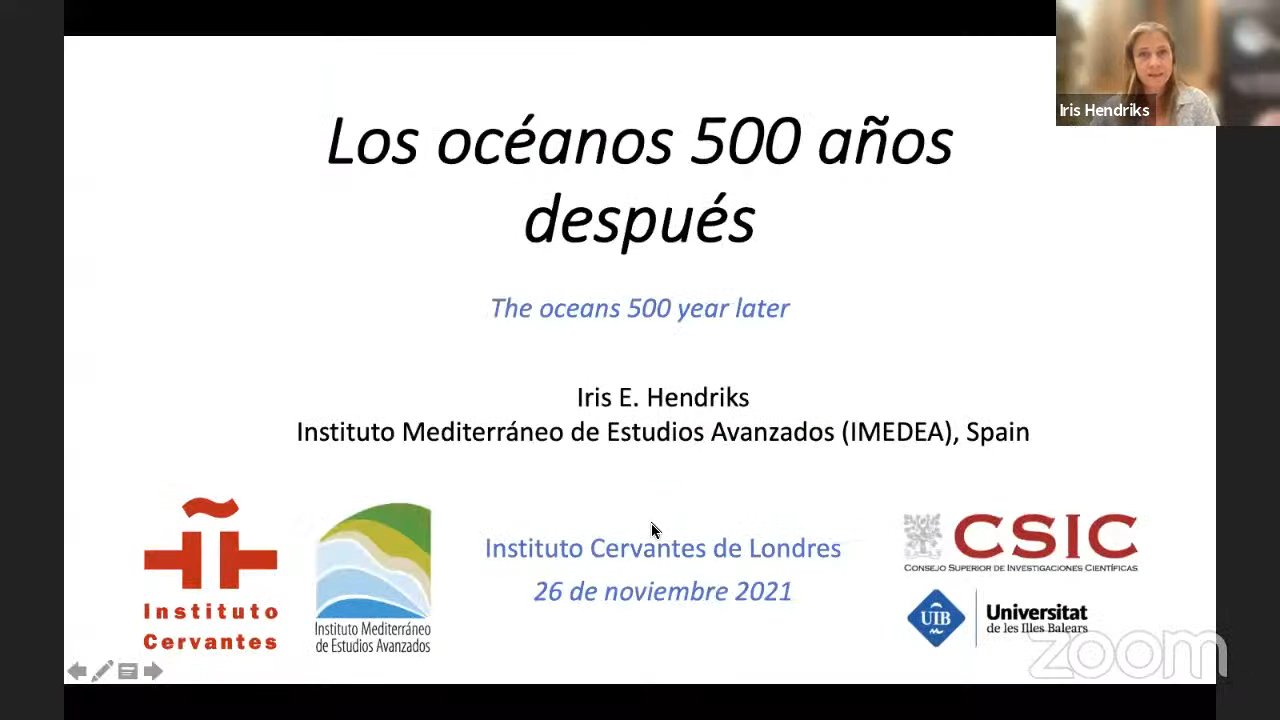 Iris Hendriks
Los océanos 500 años
después
The oceans 500 year later
Iris E. Hendriks
Instituto Mediterráneo de Estudios Avanzados (IMEDEA), Spain
Instituto
Cervantes
Instituto Mediterráneo
de Estudios Avanzados
Instituto Cervantes de Londres
26 de noviembre 2021
CSIC
CONSEJO SUPERIOR DE INVESTIGACIONES CIENTÍFICAS
UIB
Universitat
de les Illes Balears
zoom